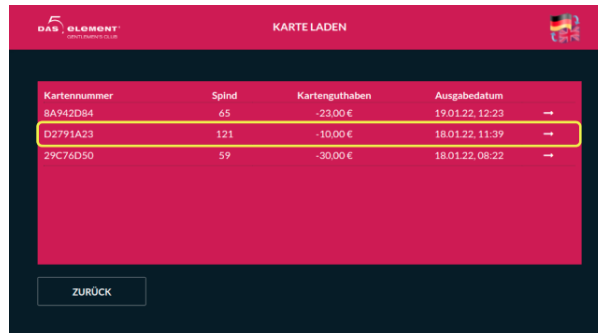 DAS 5 ELEMENT
GENTLEMEN'S CLUB
KARTE LADEN
Kartennummer Spind Kartenguthaben Ausgabedatum
8A942D84 65 -23,00 € 19.01.22, 12:23 →
D2791A23 121 -10,00 € 18.01.22, 11:39 →
29C76D50 59 -30,00 € 18.01.22, 08:22 →
ZURÜCK